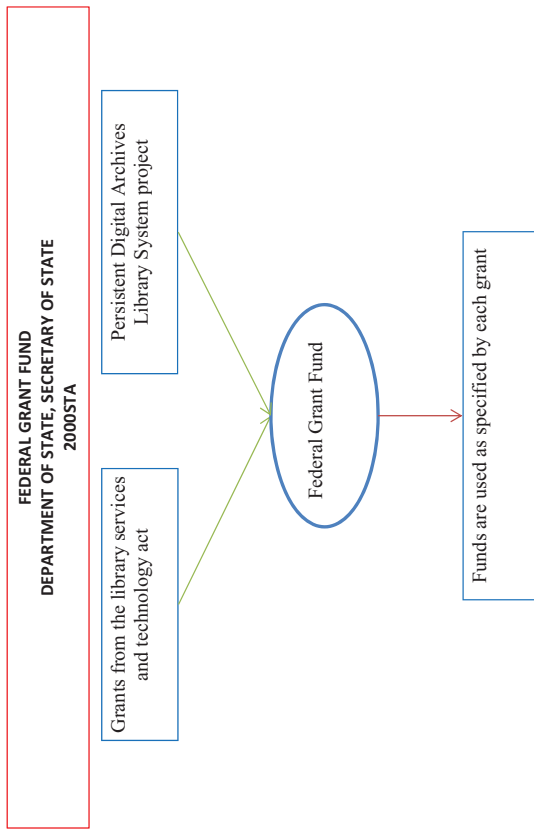 FEDERAL GRANT FUND
DEPARTMENT OF STATE, SECRETARY OF STATE
2000STA
Grants from the library services
and technology act
Persistent Digital Archives
Library System project
Federal Grant Fund
Funds are used as specified by each grant